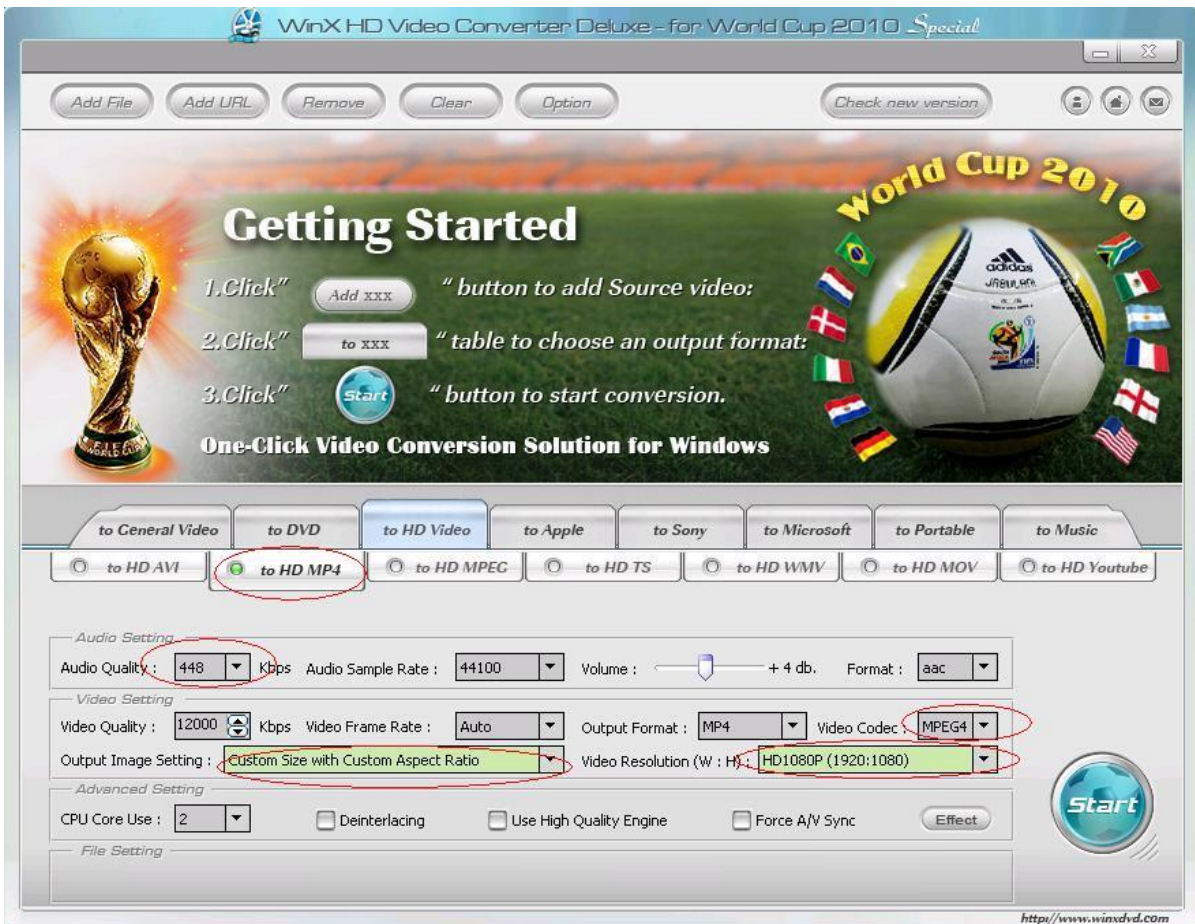 WinX HD Video Converter Deluxe - for World Cup 2010 Special
Add File Add URL Remove Clear Option Check new version
World Cup 2010
Getting Started
1.Click" Add xxx " button to add Source video:
2.Click" to xxx " table to choose an output format:
3.Click" Start " button to start conversion.
One-Click Video Conversion Solution for Windows
adidas
JABULANI
FIFA
WORLD CUP
to General Video to DVD to HD Video to Apple to Sony to Microsoft to Portable to Music
to HD AVI to HD MP4 to HD MPEG to HD TS to HD WMV to HD MOV to HD Youtube
Audio Setting
Audio Quality : 448 Kbps Audio Sample Rate : 44100 Volume : + 4 db. Format : aac
Video Setting
Video Quality : 12000 Kbps Video Frame Rate : Auto Output Format : MP4 Video Codec : MPEG4
Output Image Setting : Custom Size with Custom Aspect Ratio Video Resolution (W : H) : HD1080P (1920:1080)
Advanced Setting
CPU Core Use : 2 Deinterlacing Use High Quality Engine Force A/V Sync Effect
Start
File Setting
http://www.winxdvd.com